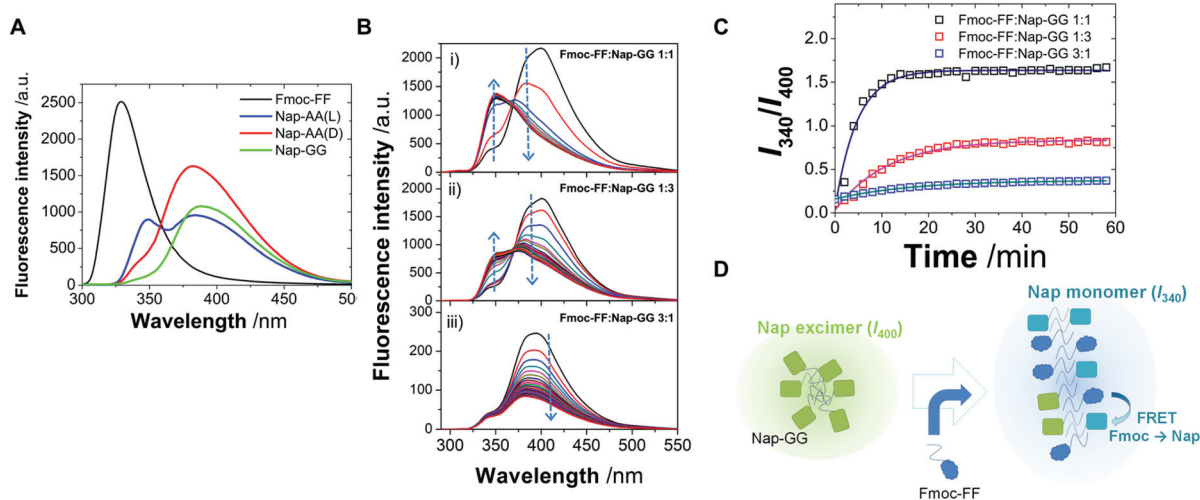 A
Fluorescence intensity /a.u.
2500
2000
1500
1000
500
0
300
350
400
450
500
Wavelength /nm
Fmoc-FF
Nap-AA(L)
Nap-AA(D)
Nap-GG
B
Fluorescence intensity /a.u.
i)
Fmoc-FF:Nap-GG 1:1
2000
1500
1000
500
0
ii)
Fmoc-FF:Nap-GG 1:3
2000
1500
1000
500
0
iii)
Fmoc-FF:Nap-GG 3:1
300
200
100
0
300
350
400
450
500
550
Wavelength /nm
C
I340/I400
2.0
1.5
1.0
0.5
0.0
Fmoc-FF:Nap-GG 1:1
Fmoc-FF:Nap-GG 1:3
Fmoc-FF:Nap-GG 3:1
0
10
20
30
40
50
60
Time /min
D
Nap monomer (I340)
Nap excimer (I400)
Nap-GG
FRET
Fmoc → Nap
Fmoc-FF